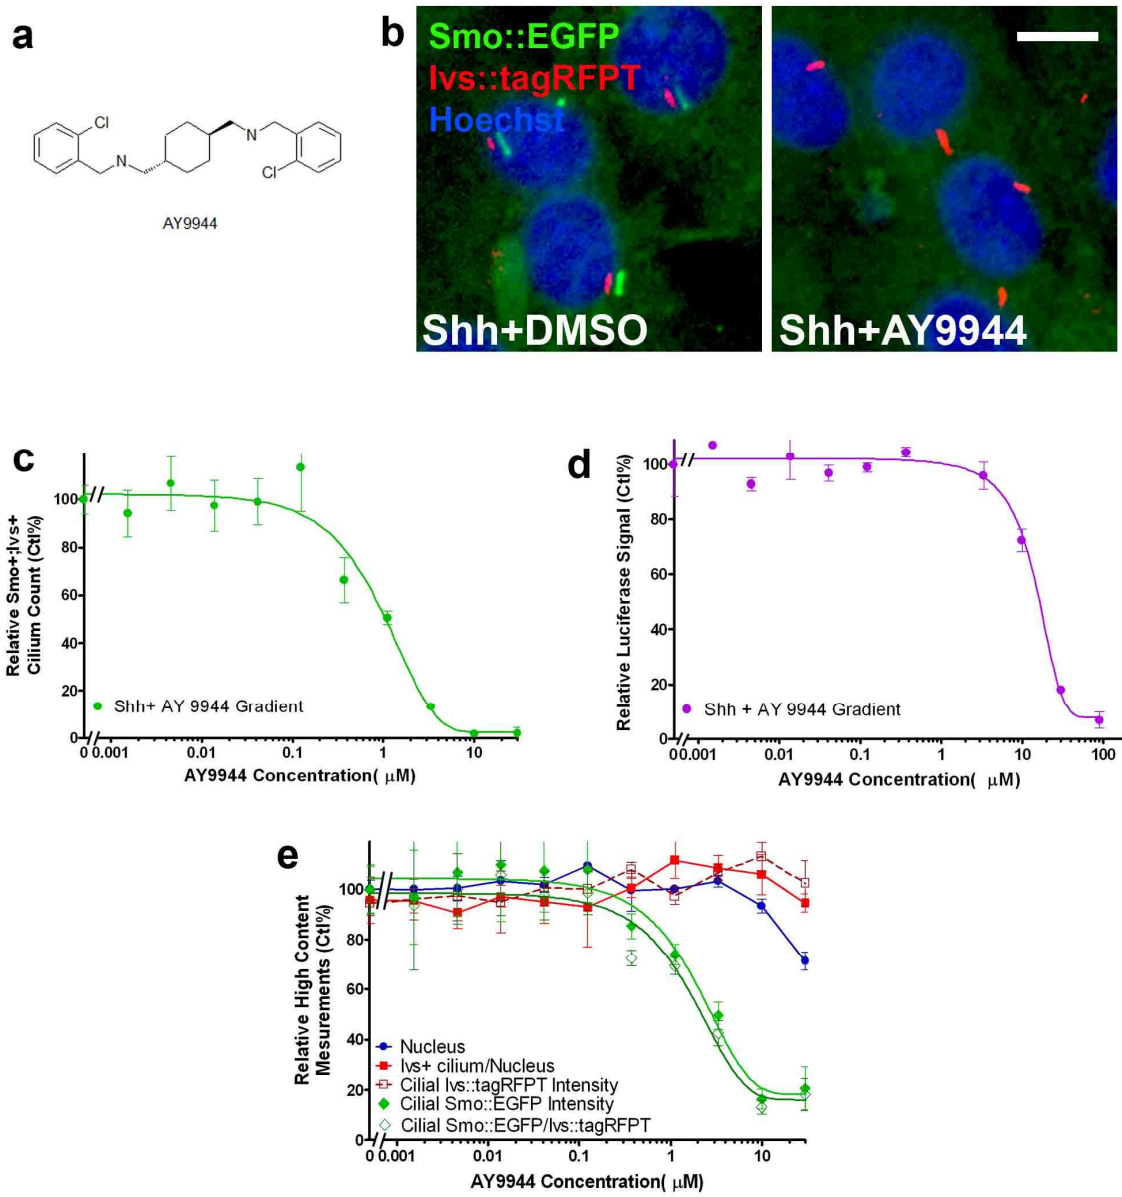 a
Cl
N
N
Cl
AY9944
b
Smo::EGFP
Ivs::tagRFPT
Hoechst
Shh+DMSO
Shh+AY9944
c
Relative Smo+;Ivs+
Cilium Count (Ctl%)
100
80
60
40
20
0
Shh+ AY 9944 Gradient
0 0.001 0.01 0.1 1 10
AY9944 Concentration( μM)
d
Relative Luciferase Signal (Ctl%)
100
80
60
40
20
0
Shh + AY 9944 Gradient
0 0.001 0.01 0.1 1 10 100
AY9944 Concentration( μM)
e
Relative High Content
Mesurements (Ctl%)
100
80
60
40
20
0
Nucleus
Ivs+ cilium/Nucleus
Cilial Ivs::tagRFPT Intensity
Cilial Smo::EGFP Intensity
Cilial Smo::EGFP/Ivs::tagRFPT
0 0.001 0.01 0.1 1 10
AY9944 Concentration( μM)